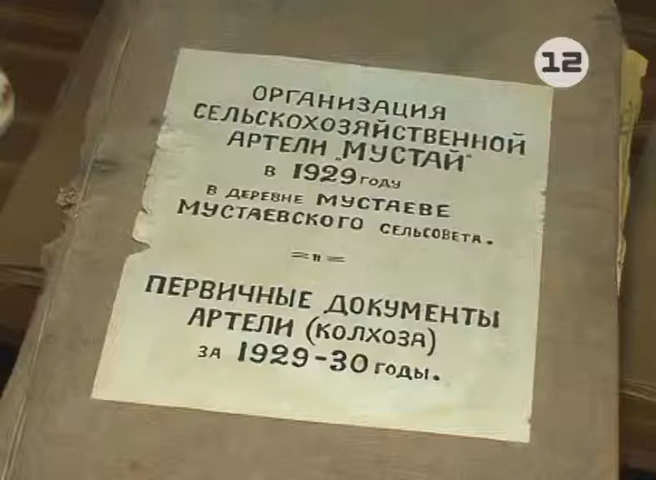 12
ОРГАНИЗАЦИЯ
СЕЛЬСКОХОЗЯЙСТВЕННОЙ
АРТЕЛИ „МУСТАЙ"
В 1929 ГОДУ
В ДЕРЕВНЕ МУСТАЕВЕ
МУСТАЕВСКОГО СЕЛЬСОВЕТА.
= " =
ПЕРВИЧНЫЕ ДОКУМЕНТЫ
АРТЕЛИ (КОЛХОЗА)
ЗА 1929-30 ГОДЫ.